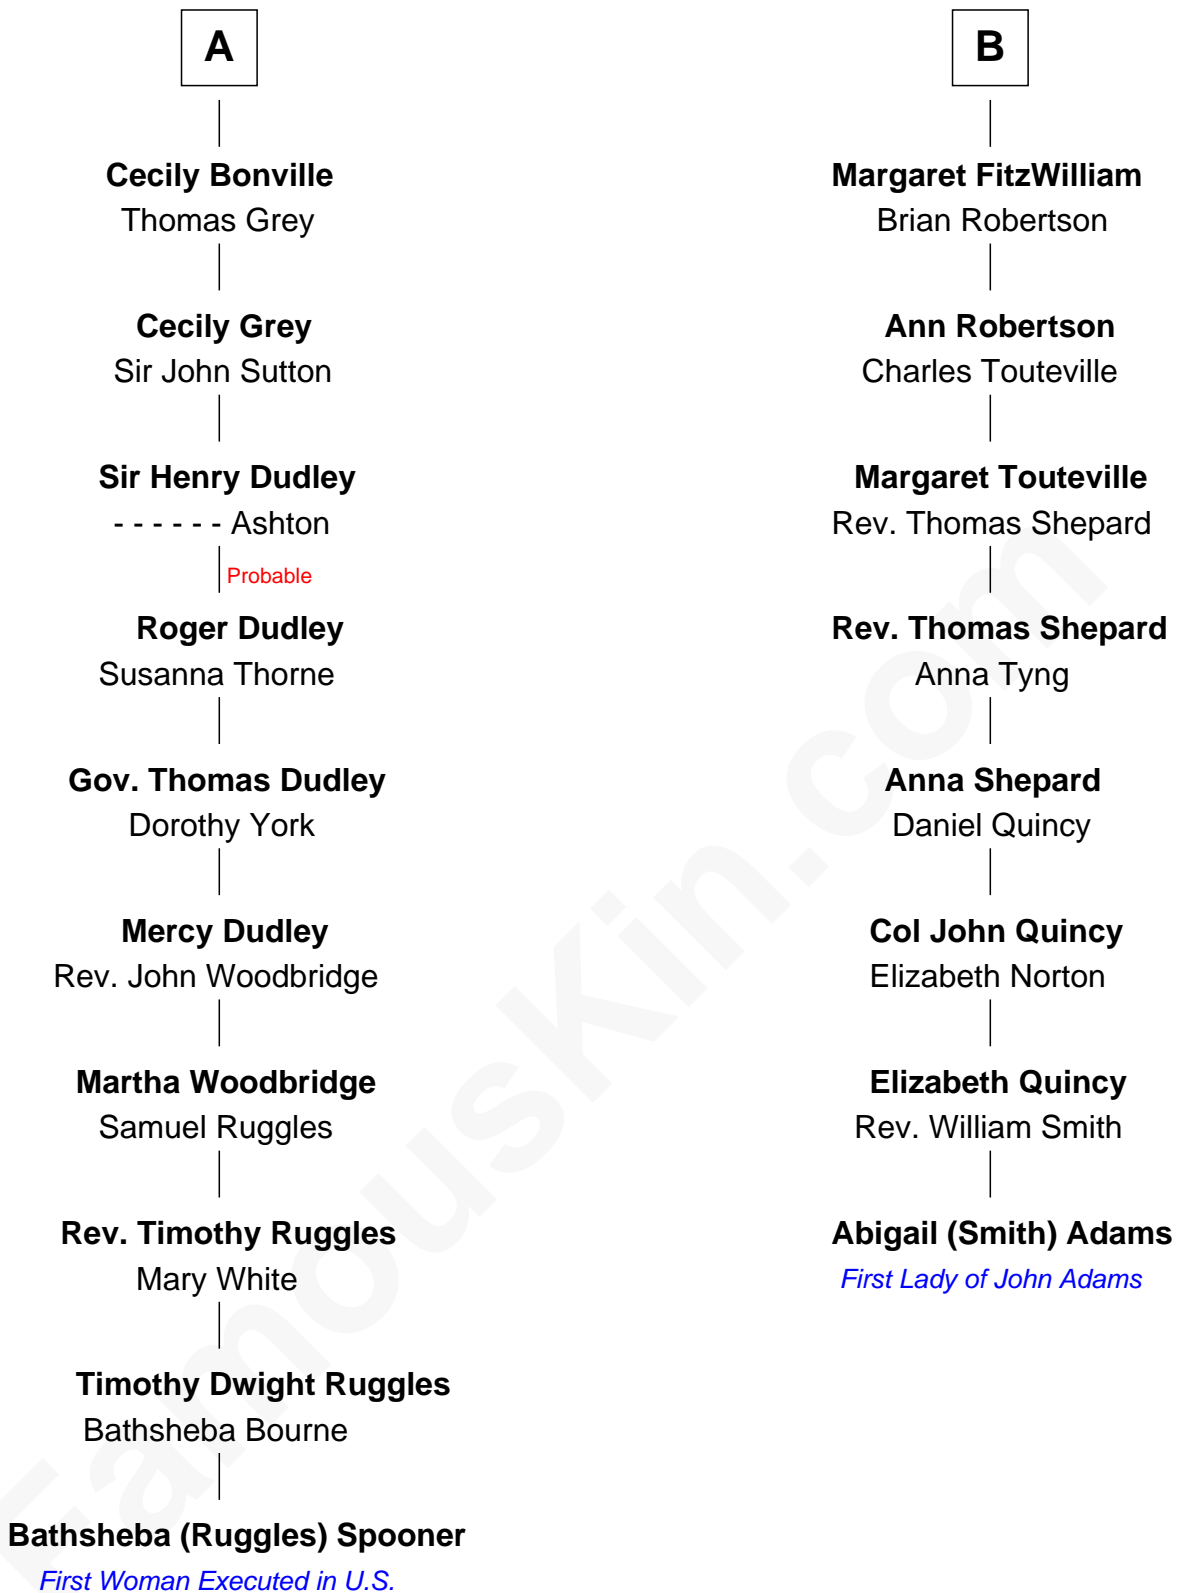 A
Cecily Bonville
Thomas Grey
Cecily Grey
Sir John Sutton
Sir Henry Dudley
- - - - - - Ashton
Probable
Roger Dudley
Susanna Thorne
Gov. Thomas Dudley
Dorothy York
Mercy Dudley
Rev. John Woodbridge
Martha Woodbridge
Samuel Ruggles
Rev. Timothy Ruggles
Mary White
Timothy Dwight Ruggles
Bathsheba Bourne
Bathsheba (Ruggles) Spooner
First Woman Executed in U.S.
B
Margaret FitzWilliam
Brian Robertson
Ann Robertson
Charles Touteville
Margaret Touteville
Rev. Thomas Shepard
Rev. Thomas Shepard
Anna Tyng
Anna Shepard
Daniel Quincy
Col John Quincy
Elizabeth Norton
Elizabeth Quincy
Rev. William Smith
Abigail (Smith) Adams
First Lady of John Adams
FamousKin.com